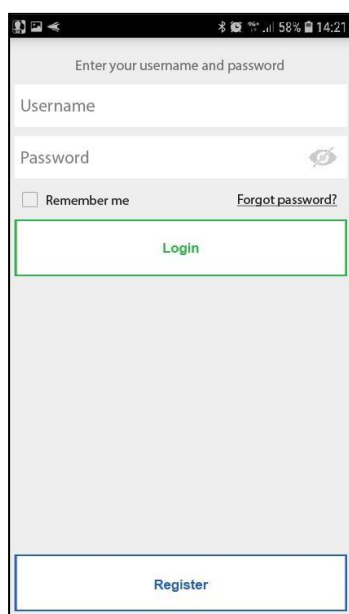 58% 14:21
Enter your username and password
Username
Password
Remember me Forgot password?
Login
Register